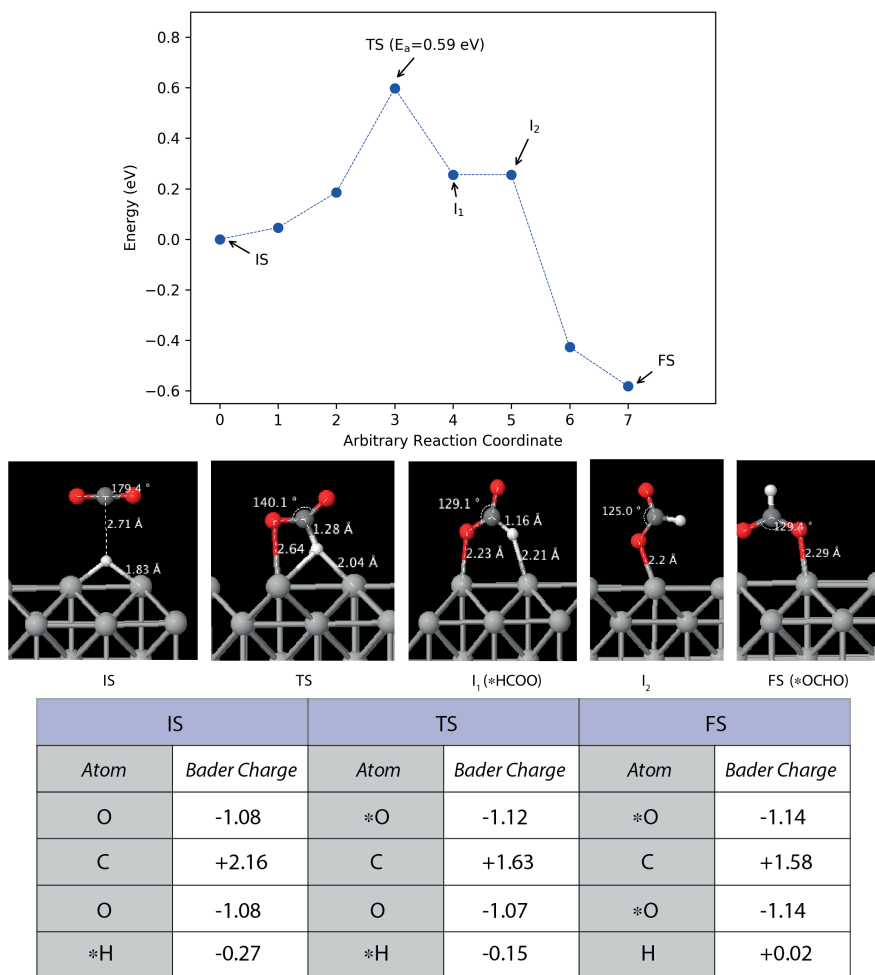 TS (Eₐ=0.59 eV)
I₂
I₁
IS
FS
Energy (eV)
0.8
0.6
0.4
0.2
0.0
−0.2
−0.4
−0.6
0 1 2 3 4 5 6 7
Arbitrary Reaction Coordinate
179.4 °
2.71 Å
1.83 Å
140.1 °
1.28 Å
2.64
2.04 Å
129.1 °
1.16 Å
2.23 Å
2.21 Å
125.0 °
2.2 Å
129.4 °
2.29 Å
IS TS I₁ (*HCOO) I₂ FS (*OCHO)
IS TS FS
Atom Bader Charge Atom Bader Charge Atom Bader Charge
O -1.08 *O -1.12 *O -1.14
C +2.16 C +1.63 C +1.58
O -1.08 O -1.07 *O -1.14
*H -0.27 *H -0.15 H +0.02